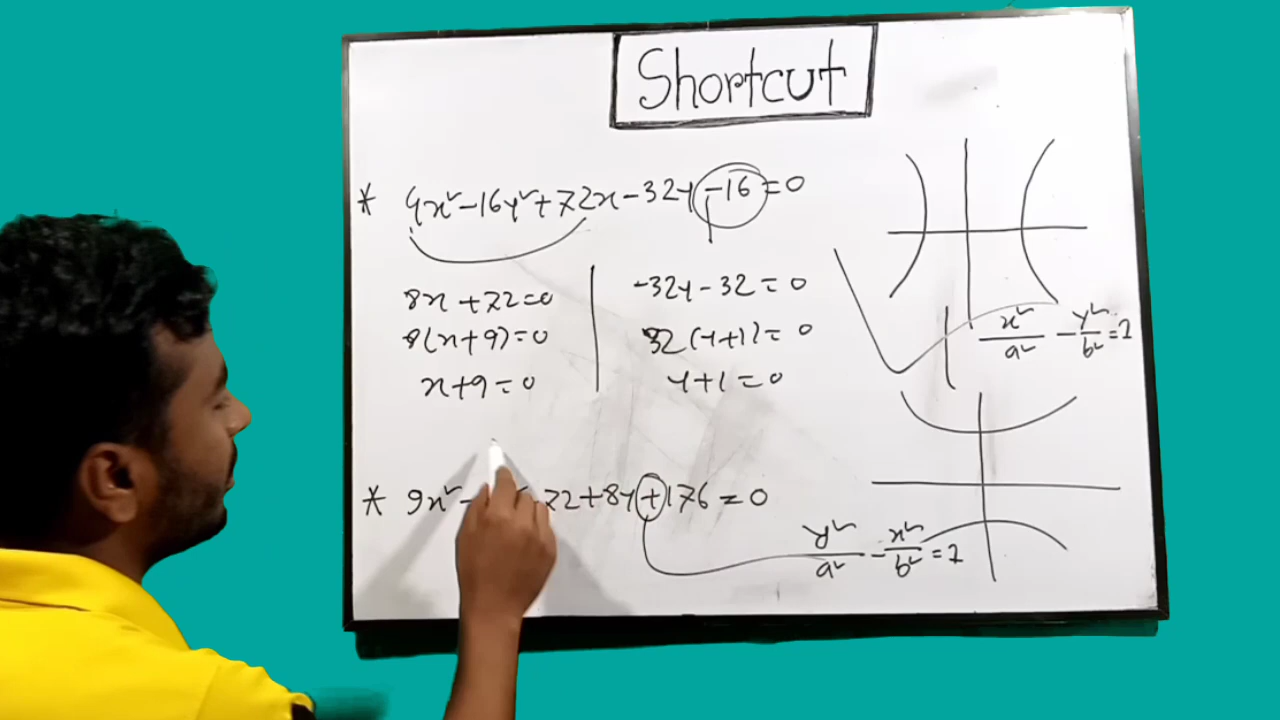 Shortcut
* 4x²-16y²+72x-32y-16=0
8x+72=0
8(x+9)=0
x+9=0
-32y-32=0
32(y+1)=0
y+1=0
x²/a² - y²/b² = 1
* 9x²- 72+8y+176=0
y²/a² - x²/b² = 1